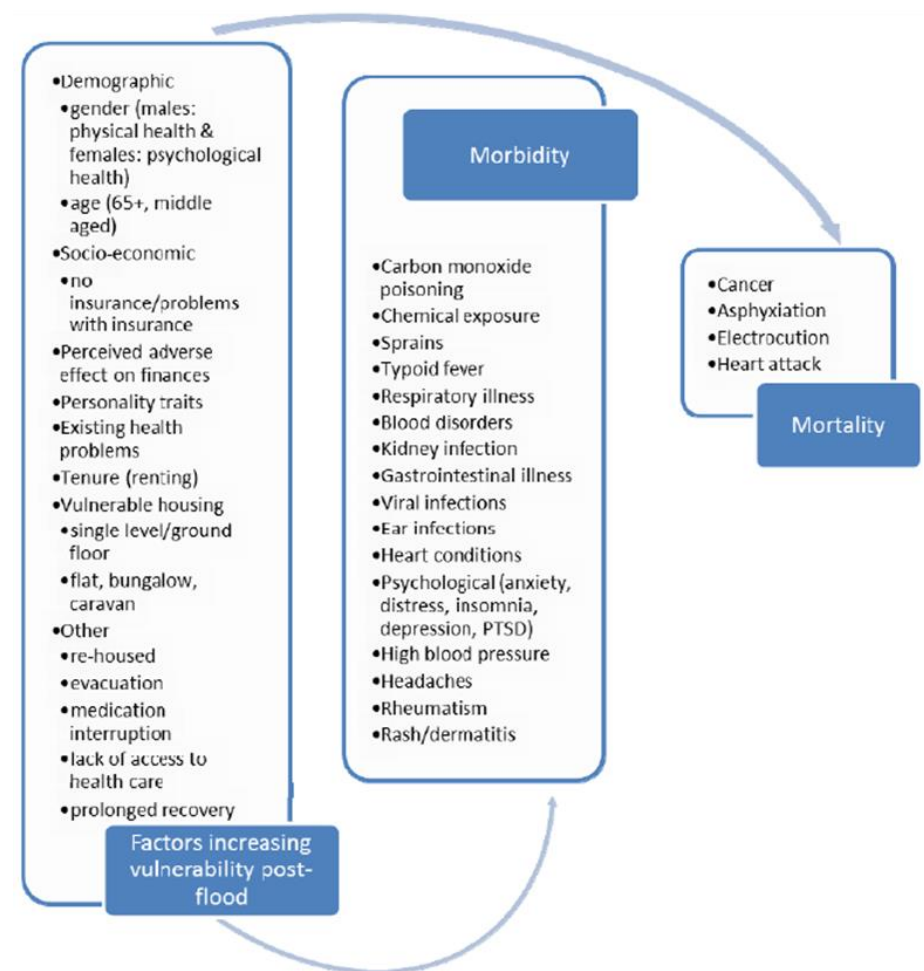 •Demographic
•gender (males:
physical health &
females: psychological
health)
•age (65+, middle
aged)
•Socio-economic
•no
insurance/problems
with insurance
•Perceived adverse
effect on finances
•Personality traits
•Existing health
problems
•Tenure (renting)
•Vulnerable housing
•single level/ground
floor
•flat, bungalow,
caravan
•Other
•re-housed
•evacuation
•medication
interruption
•lack of access to
health care
•prolonged recovery
Factors increasing
vulnerability post-
flood
Morbidity
•Carbon monoxide
poisoning
•Chemical exposure
•Sprains
•Typoid fever
•Respiratory illness
•Blood disorders
•Kidney infection
•Gastrointestinal illness
•Viral infections
•Ear infections
•Heart conditions
•Psychological (anxiety,
distress, insomnia,
depression, PTSD)
•High blood pressure
•Headaches
•Rheumatism
•Rash/dermatitis
•Cancer
•Asphyxiation
•Electrocution
•Heart attack
Mortality